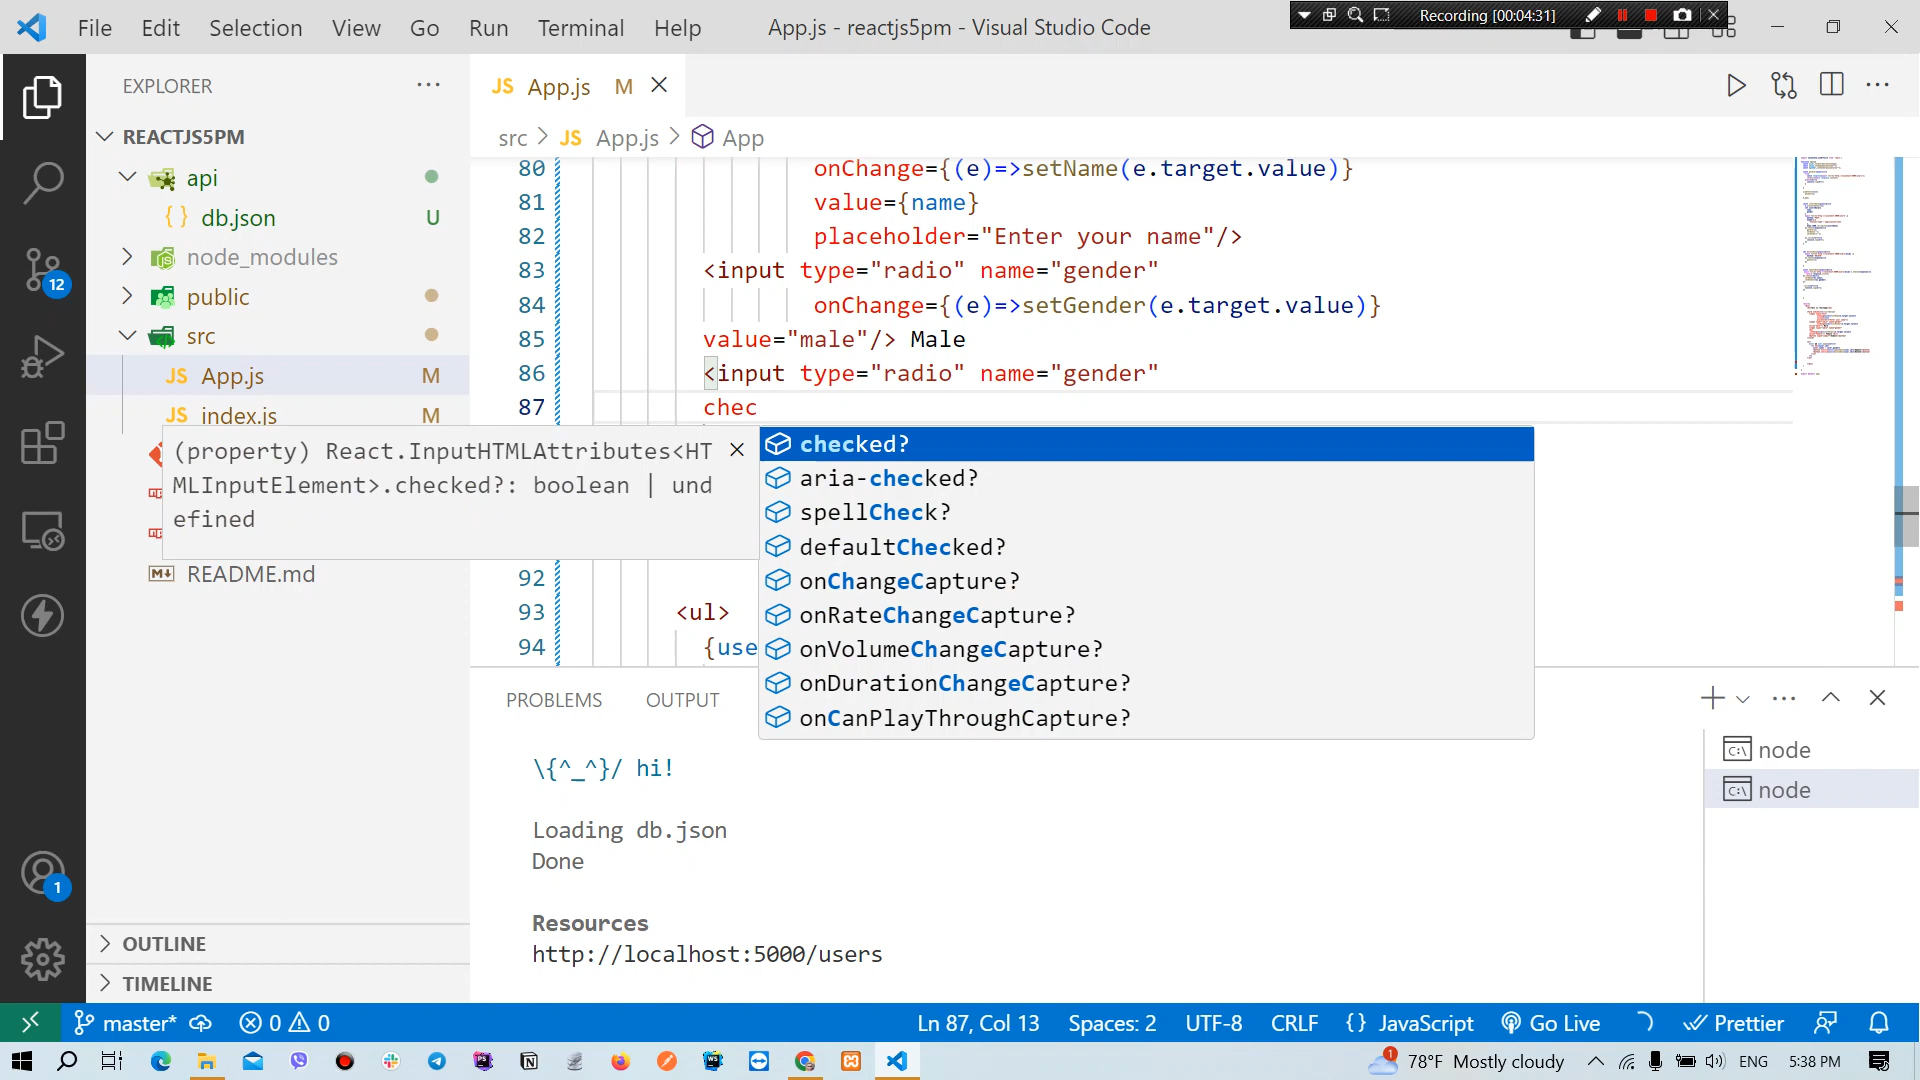 File Edit Selection View Go Run Terminal Help
App.js - reactjs5pm - Visual Studio Code
Recording [00:04:31]
EXPLORER
JS App.js M
REACTJS5PM
src > JS App.js > App
api
{} db.json U
node_modules
public
src
JS App.js M
JS index.js M
README.md
OUTLINE
TIMELINE
12
1
80 onChange={(e)=>setName(e.target.value)}
81 value={name}
82 placeholder="Enter your name"/>
83 <input type="radio" name="gender"
84 onChange={(e)=>setGender(e.target.value)}
85 value="male"/> Male
86 <input type="radio" name="gender"
87 chec
(property) React.InputHTMLAttributes<HT
MLInputElement>.checked?: boolean | und
efined
checked?
aria-checked?
spellCheck?
defaultChecked?
onChangeCapture?
onRateChangeCapture?
onVolumeChangeCapture?
onDurationChangeCapture?
onCanPlayThroughCapture?
92
93 <ul>
94 {use
PROBLEMS OUTPUT
\{^_^}/ hi!
Loading db.json
Done
Resources
http://localhost:5000/users
node
node
master* 0 0
Ln 87, Col 13 Spaces: 2 UTF-8 CRLF {} JavaScript Go Live Prettier
1 78°F Mostly cloudy ENG 5:38 PM